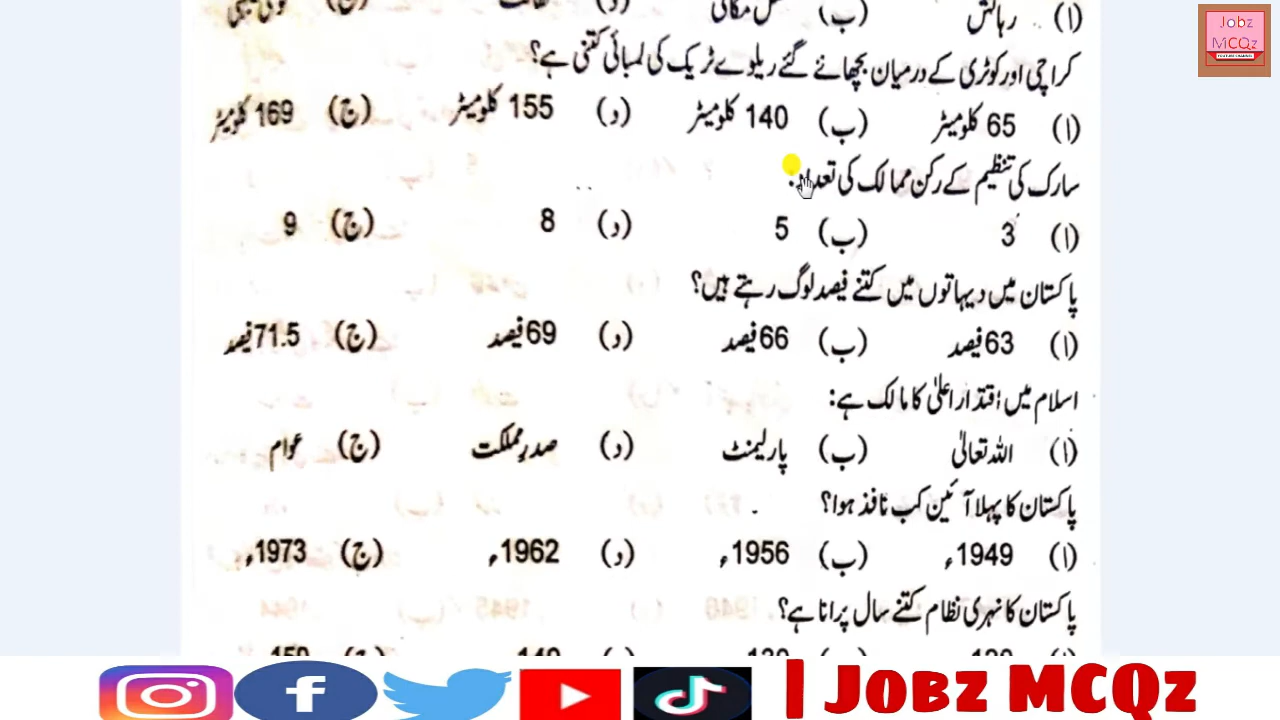 (ا) رہائش (ب) (د) (ج)
Jobz
MCQz
کراچی اور کوٹری کے درمیان بچھائے گئے ریلوے ٹریک کی لمبائی کتنی ہے؟
(ا) 65 کلومیٹر (ب) 140 کلومیٹر (د) 155 کلومیٹر (ج) 169 کلومیٹر
سارک کی تنظیم کے رکن ممالک کی تعداد:
(ا) 3 (ب) 5 (د) 8 (ج) 9
پاکستان میں دیہاتوں میں کتنے فیصد لوگ رہتے ہیں؟
(ا) 63 فیصد (ب) 66 فیصد (د) 69 فیصد (ج) 71.5 فیصد
اسلام میں اقتدار اعلیٰ کا مالک ہے:
(ا) اللہ تعالیٰ (ب) پارلیمنٹ (د) صدر مملکت (ج) عوام
پاکستان کا پہلا آئین کب نافذ ہوا؟
(ا) 1949ء (ب) 1956ء (د) 1962ء (ج) 1973ء
پاکستان کا نہری نظام کتنے سال پرانا ہے؟
| Jobz MCQz